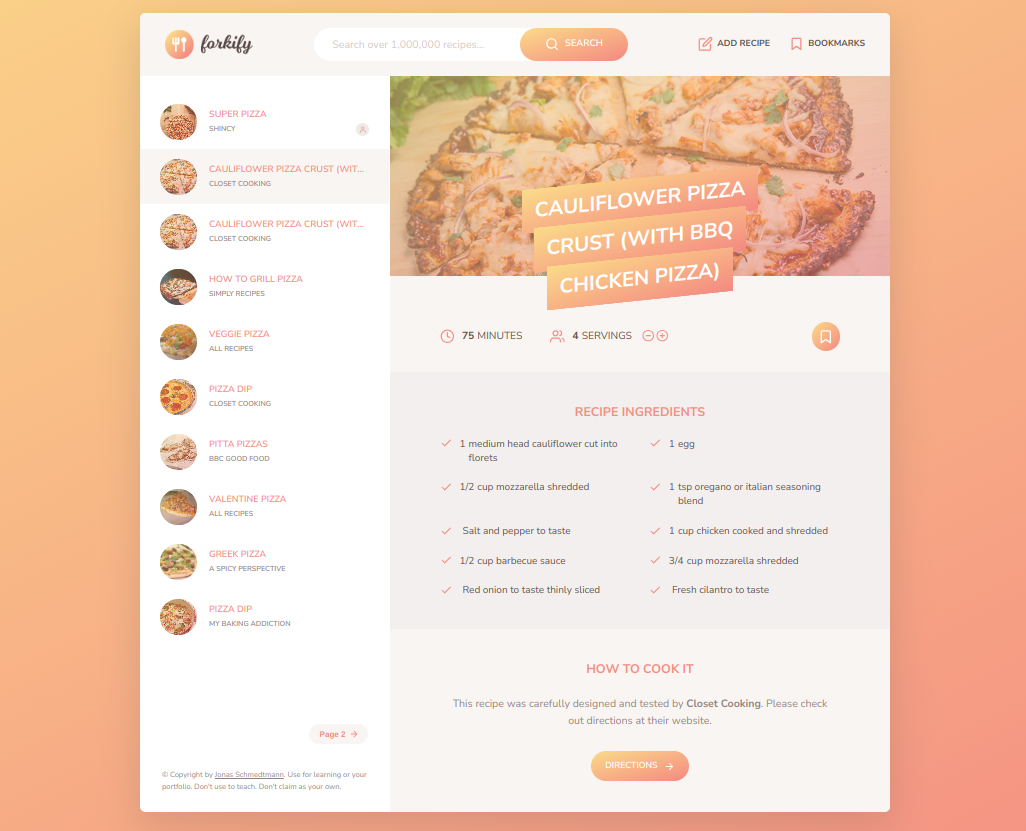 forkify
Search over 1,000,000 recipes...
SEARCH
ADD RECIPE
BOOKMARKS
SUPER PIZZA
SHINCY
CAULIFLOWER PIZZA CRUST (WIT...
CLOSET COOKING
CAULIFLOWER PIZZA CRUST (WIT...
CLOSET COOKING
HOW TO GRILL PIZZA
SIMPLY RECIPES
VEGGIE PIZZA
ALL RECIPES
PIZZA DIP
CLOSET COOKING
PITTA PIZZAS
BBC GOOD FOOD
VALENTINE PIZZA
ALL RECIPES
GREEK PIZZA
A SPICY PERSPECTIVE
PIZZA DIP
MY BAKING ADDICTION
Page 2
© Copyright by Jonas Schmedtmann. Use for learning or your
portfolio. Don't use to teach. Don't claim as your own.
CAULIFLOWER PIZZA
CRUST (WITH BBQ
CHICKEN PIZZA)
75 MINUTES
4 SERVINGS
RECIPE INGREDIENTS
1 medium head cauliflower cut into
florets
1 egg
1/2 cup mozzarella shredded
1 tsp oregano or italian seasoning
blend
Salt and pepper to taste
1 cup chicken cooked and shredded
1/2 cup barbecue sauce
3/4 cup mozzarella shredded
Red onion to taste thinly sliced
Fresh cilantro to taste
HOW TO COOK IT
This recipe was carefully designed and tested by Closet Cooking. Please check
out directions at their website.
DIRECTIONS